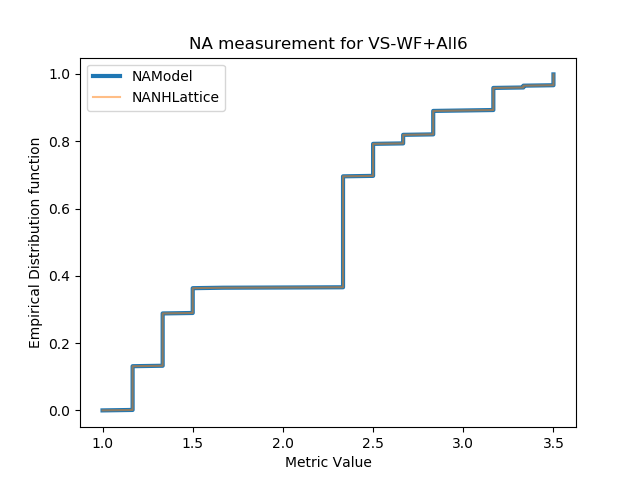 NA measurement for VS-WF+All6
NAModel
NANHLattice
Empirical Distribution function
1.0
0.8
0.6
0.4
0.2
0.0
1.0 1.5 2.0 2.5 3.0 3.5
Metric Value